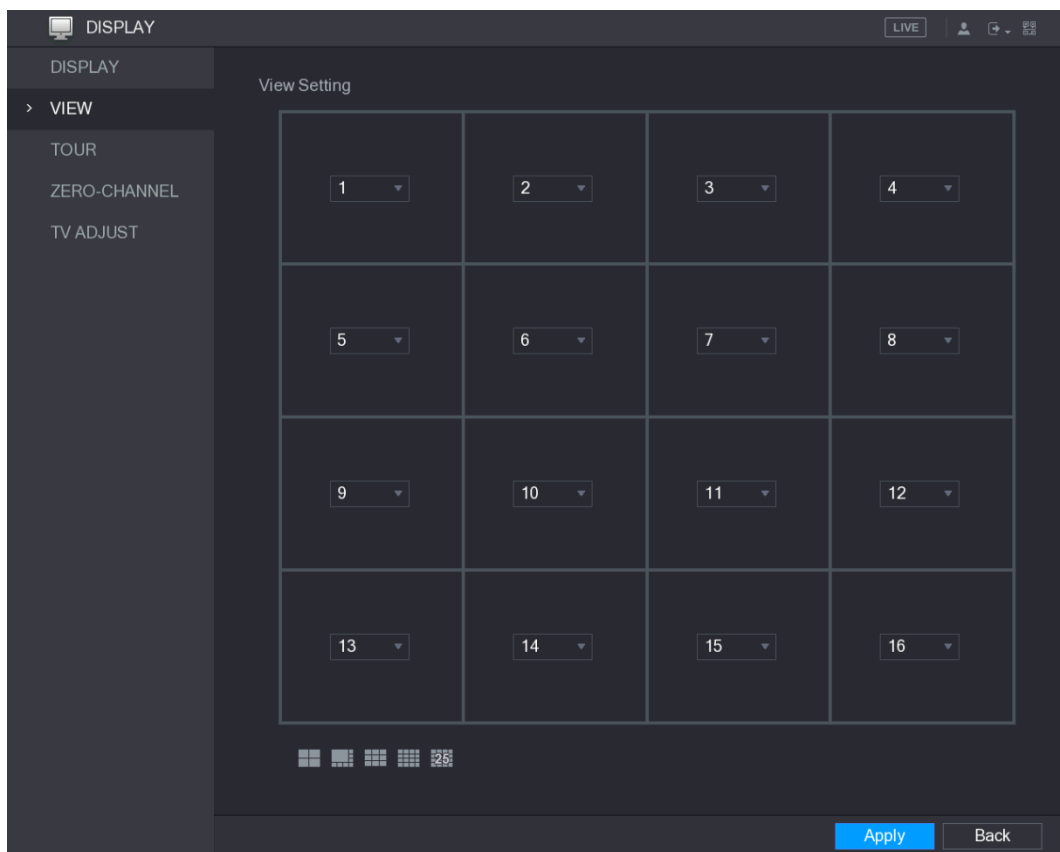 DISPLAY
LIVE
DISPLAY
VIEW
TOUR
ZERO-CHANNEL
TV ADJUST
View Setting
1 2 3 4
5 6 7 8
9 10 11 12
13 14 15 16
25
Apply Back